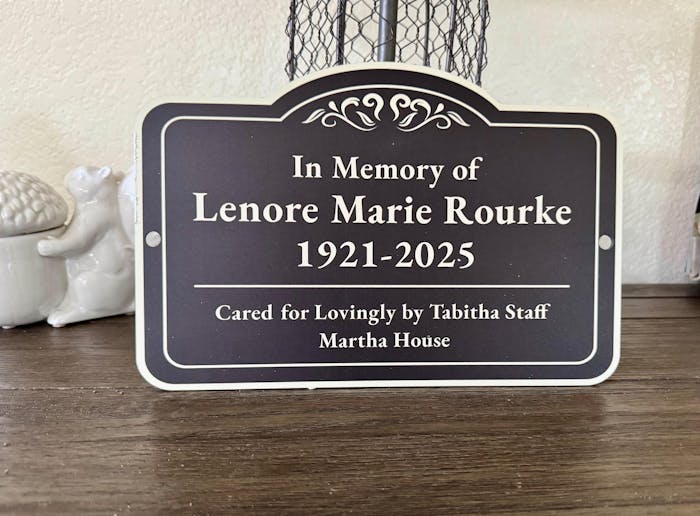 In Memory of
Lenore Marie Rourke
1921-2025
Cared for Lovingly by Tabitha Staff
Martha House